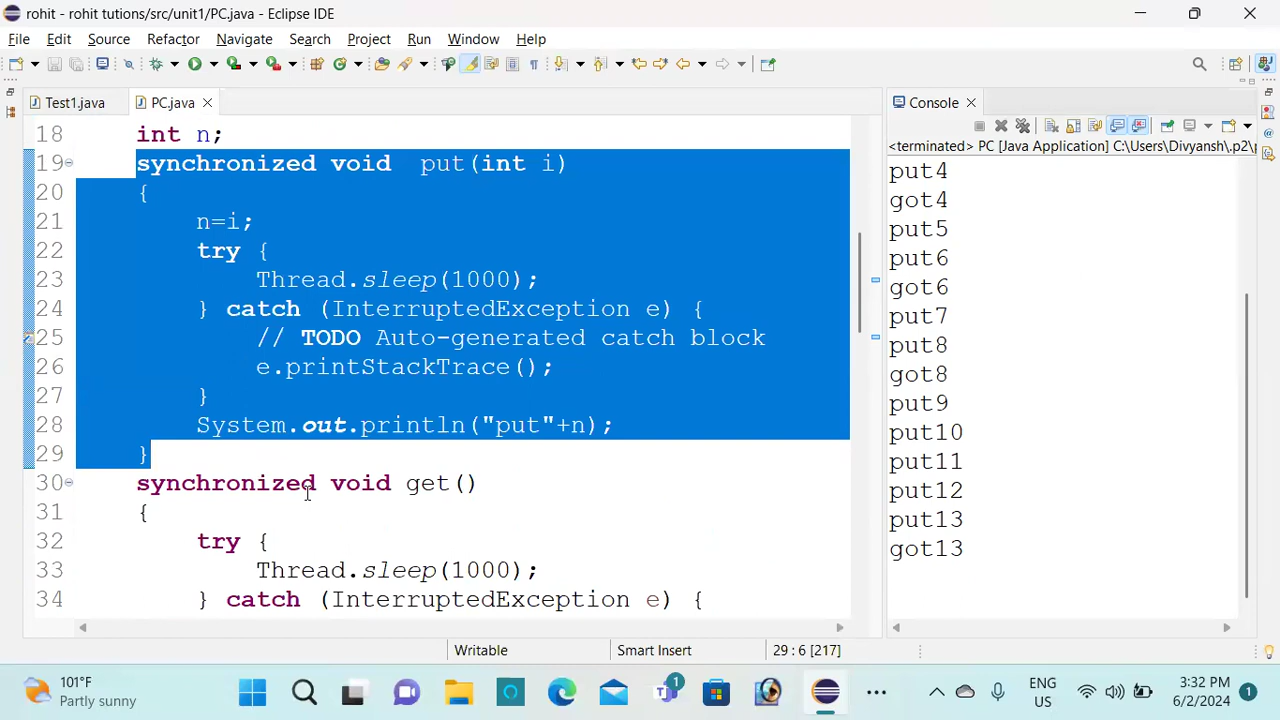 rohit - rohit tutions/src/unit1/PC.java - Eclipse IDE
File Edit Source Refactor Navigate Search Project Run Window Help
Test1.java PC.java
18 int n;
19 synchronized void put(int i)
20 {
21 n=i;
22 try {
23 Thread.sleep(1000);
24 } catch (InterruptedException e) {
25 // TODO Auto-generated catch block
26 e.printStackTrace();
27 }
28 System.out.println("put"+n);
29 }
30 synchronized void get()
31 {
32 try {
33 Thread.sleep(1000);
34 } catch (InterruptedException e) {
Console
<terminated> PC [Java Application] C:\Users\Divyansh\.p2\p
put4
got4
put5
put6
got6
put7
put8
got8
put9
put10
put11
put12
put13
got13
Writable Smart Insert 29 : 6 [217]
101°F
Partly sunny
1
ENG
US
3:32 PM
6/2/2024
1